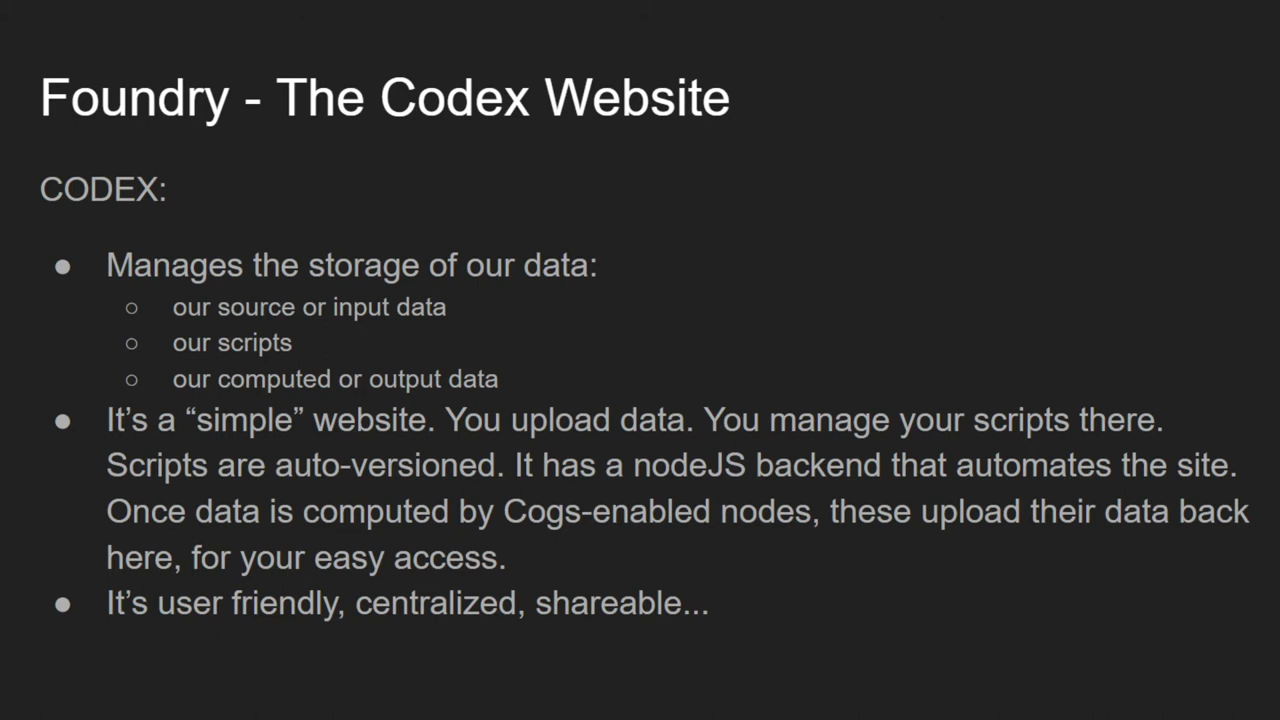 Foundry - The Codex Website
CODEX:
● Manages the storage of our data:
○ our source or input data
○ our scripts
○ our computed or output data
● It’s a “simple” website. You upload data. You manage your scripts there.
Scripts are auto-versioned. It has a nodeJS backend that automates the site.
Once data is computed by Cogs-enabled nodes, these upload their data back
here, for your easy access.
● It’s user friendly, centralized, shareable...